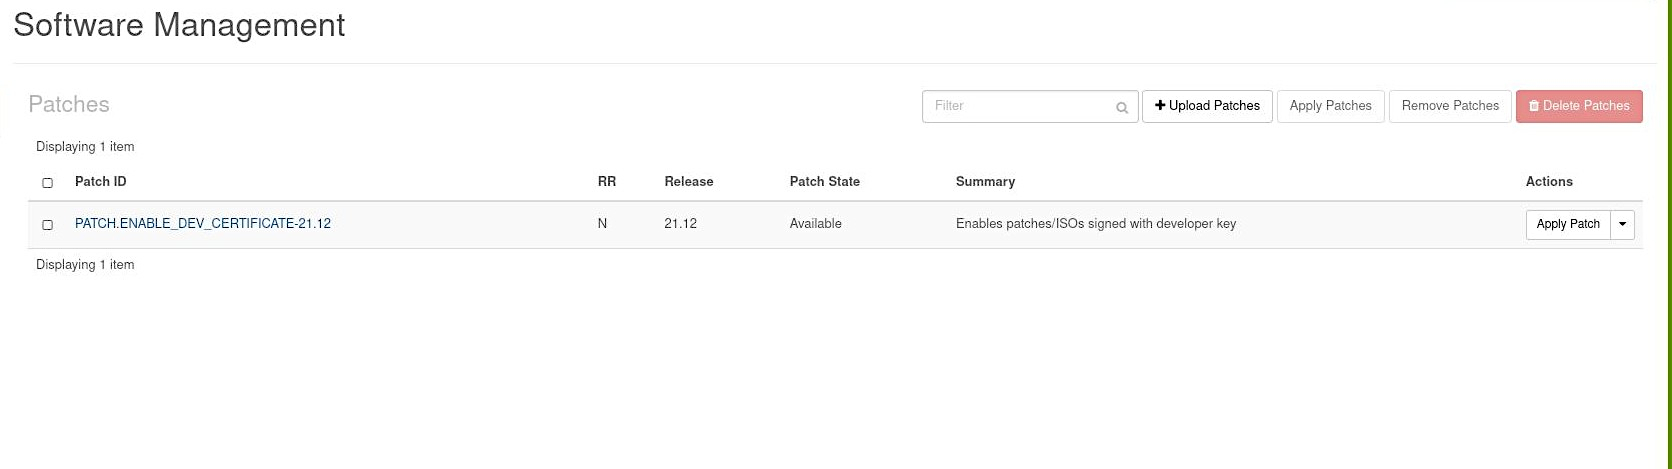 Software Management
Patches
Filter
Upload Patches
Apply Patches
Remove Patches
Delete Patches
Displaying 1 item
Patch ID RR Release Patch State Summary Actions
PATCH.ENABLE_DEV_CERTIFICATE-21.12 N 21.12 Available Enables patches/ISOs signed with developer key Apply Patch
Displaying 1 item